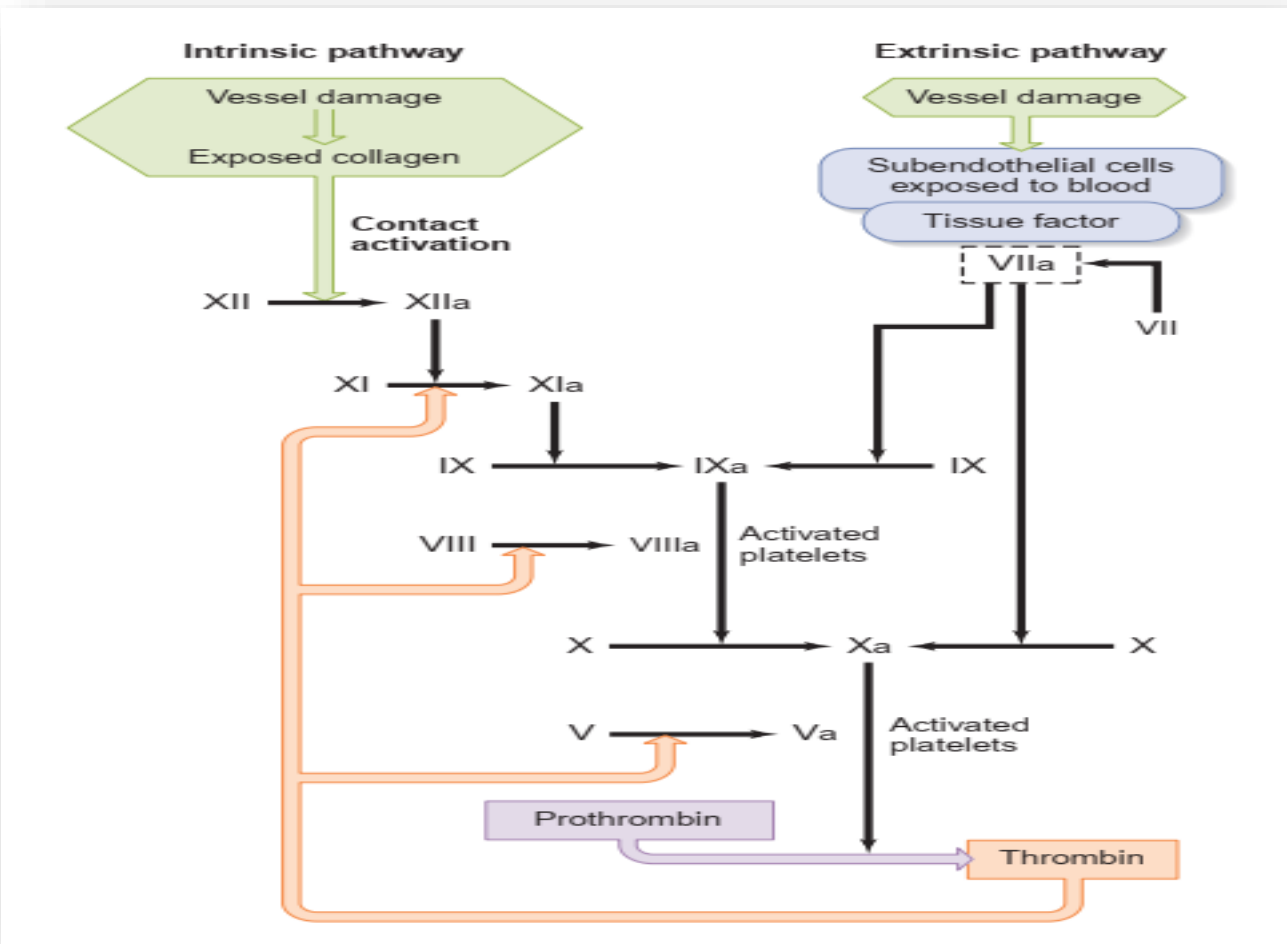 Intrinsic pathway
Extrinsic pathway
Vessel damage
Vessel damage
Exposed collagen
Subendothelial cells
exposed to blood
Tissue factor
Contact
activation
VIIa
XII
XIIa
VII
XI
XIa
IX
IXa
IX
VIII
VIIIa
Activated
platelets
X
Xa
X
V
Va
Activated
platelets
Prothrombin
Thrombin